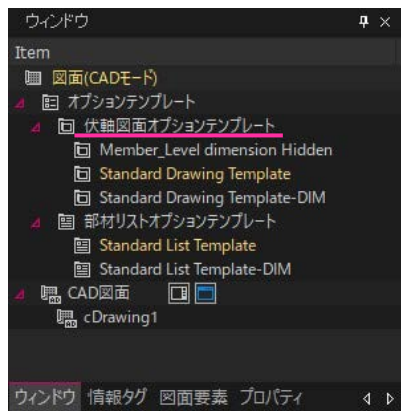 ウィンドウ
Item
図面(CADモード)
オプションテンプレート
伏軸図面オプションテンプレート
Member_Level dimension Hidden
Standard Drawing Template
Standard Drawing Template-DIM
部材リストオプションテンプレート
Standard List Template
Standard List Template-DIM
CAD図面
cDrawing1
ウィンドウ 情報タグ 図面要素 プロパティ